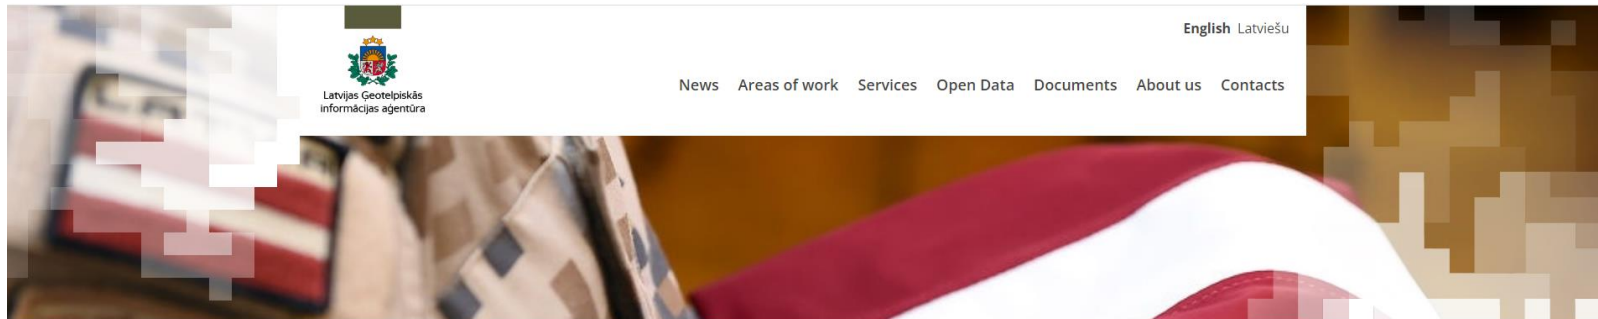 English Latviešu
Latvijas Ģeotelpiskās
informācijas aģentūra
News Areas of work Services Open Data Documents About us Contacts